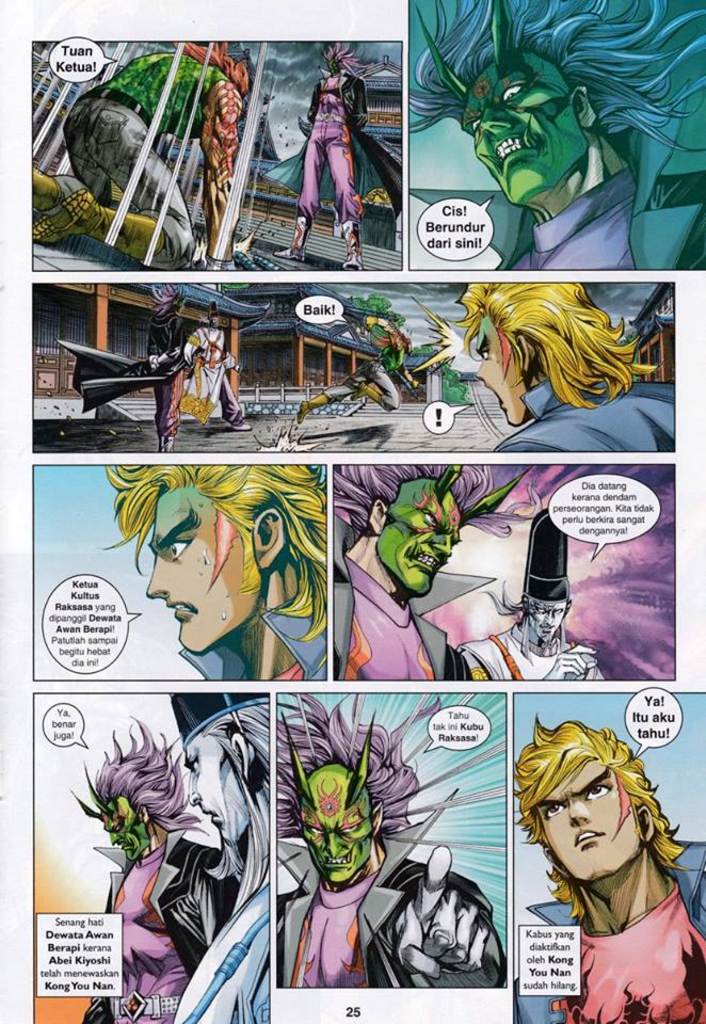 Tuan
Ketua!
Cis!
Berundur
dari sini!
Baik!
!
Ketua
Kultus
Raksasa yang
dipanggil Dewata
Awan Berapi!
Patutlah sampai
begitu hebat
dia ini!
Dia datang
kerana dendam
perseorangan. Kita tidak
perlu berkira sangat
dengannya!
Ya,
benar
juga!
Senang hati
Dewata Awan
Berapi kerana
Abei Kiyoshi
telah menewaskan
Kong You Nan.
Tahu
tak ini Kubu
Raksasa!
Ya!
Itu aku
tahu!
Kabus yang
diaktifkan
oleh Kong
You Nan
sudah hilang.
25